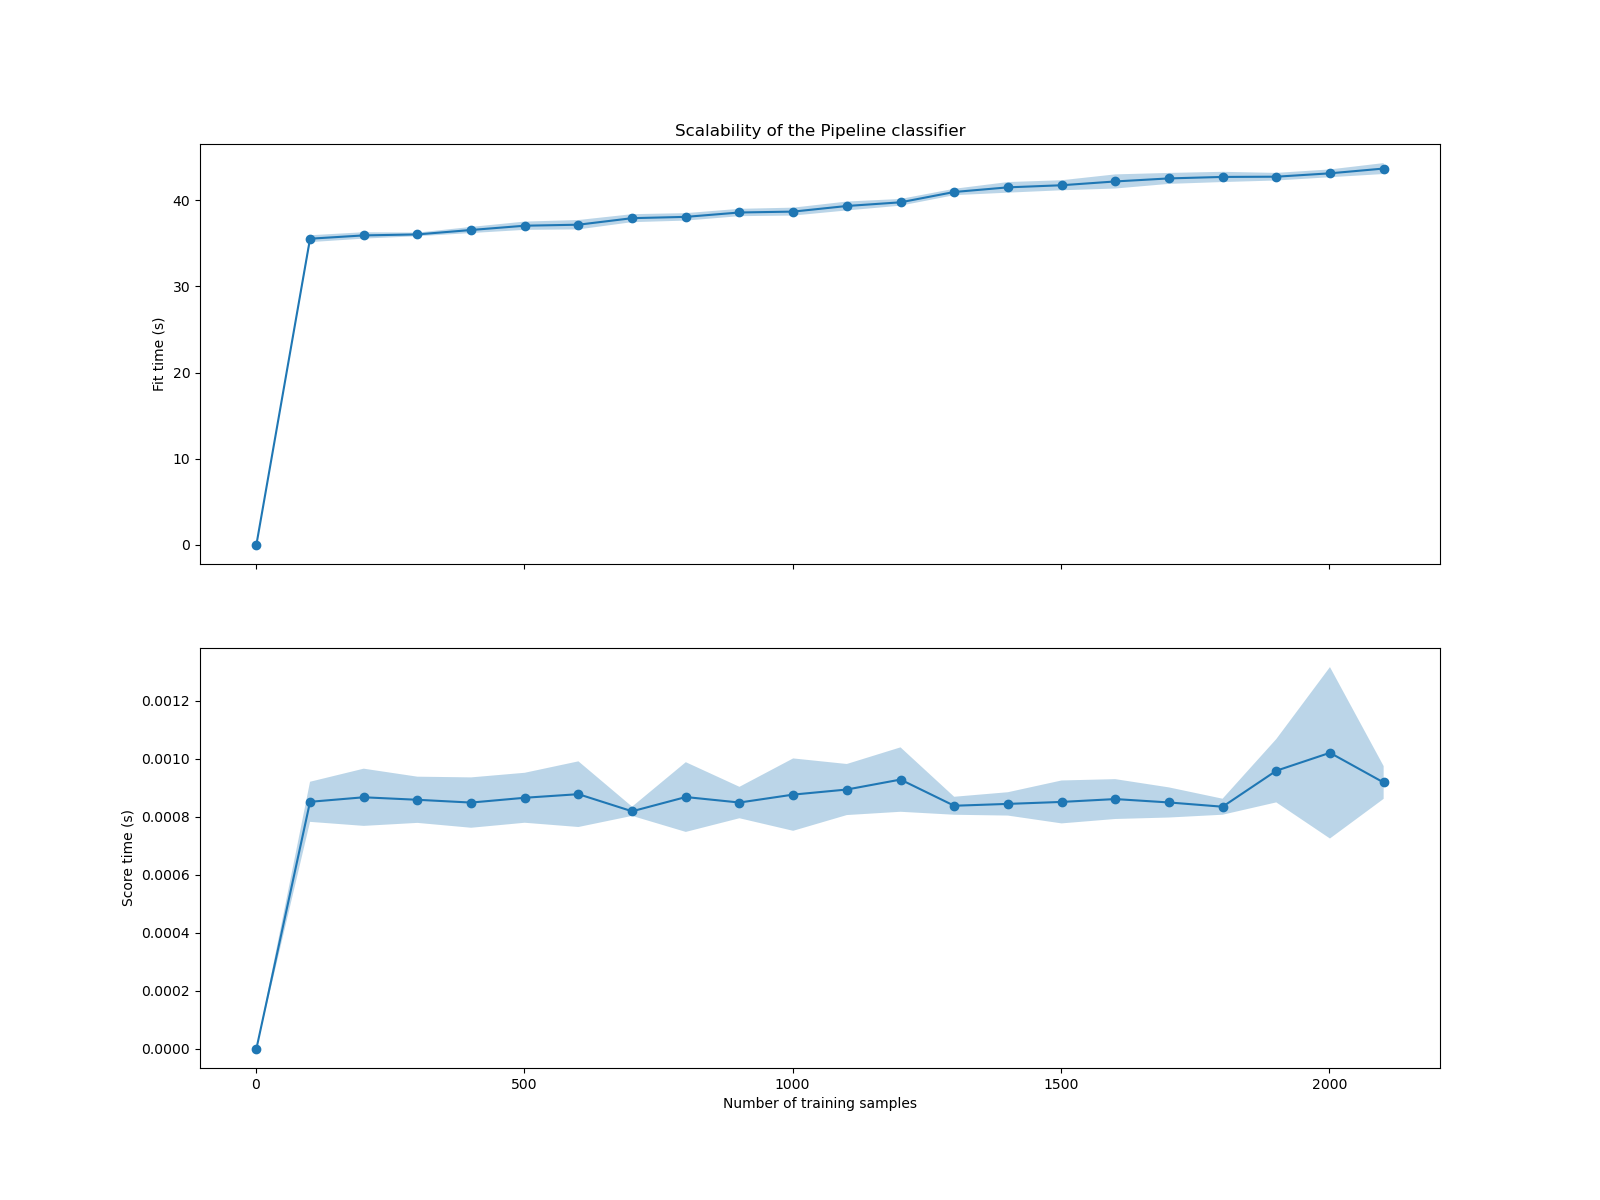 Scalability of the Pipeline classifier
40
30
20
10
0
Fit time (s)
0.0012
0.0010
0.0008
0.0006
0.0004
0.0002
0.0000
Score time (s)
0 500 1000 1500 2000
Number of training samples